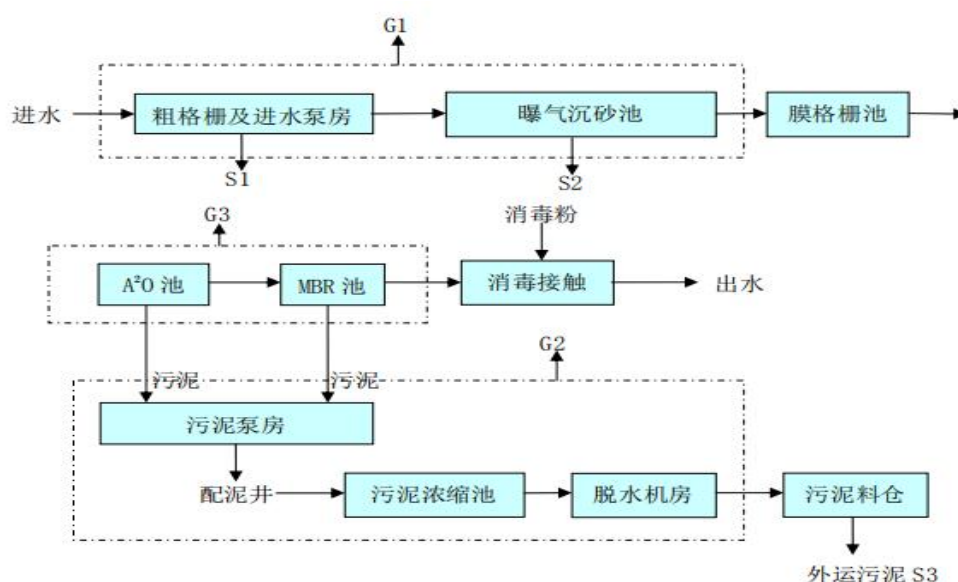 G1
进水
粗格栅及进水泵房
曝气沉砂池
膜格栅池
S1
S2
G3
消毒粉
A²O 池
MBR 池
消毒接触
出水
G2
污泥
污泥
污泥泵房
配泥井
污泥浓缩池
脱水机房
污泥料仓
外运污泥 S3